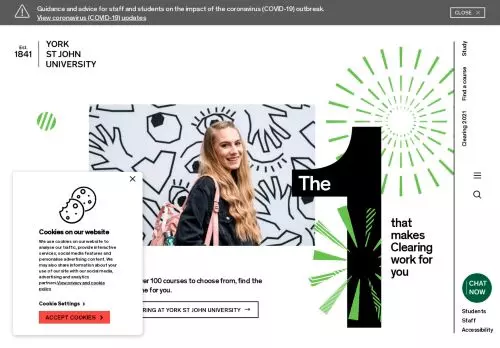 Guidance and advice for staff and students on the impact of the coronavirus (COVID-19) outbreak.
View coronavirus (COVID-19) updates
CLOSE ×
Est.
1841
YORK
ST JOHN
UNIVERSITY
Study
Find a course
Clearing 2021
The 1
that
makes
Clearing
work for
you
Cookies on our website
We use cookies on our website to
analyse our traffic, provide interactive
services, social media features and
personalise advertising content. We
may also share information about your
use of our site with our social media,
advertising and analytics
partners.View privacy and cookie
policy
Cookie Settings
ACCEPT COOKIES
er 100 courses to choose from, find the
e for you.
RING AT YORK ST JOHN UNIVERSITY →
CHAT
NOW
Students
Staff
Accessibility